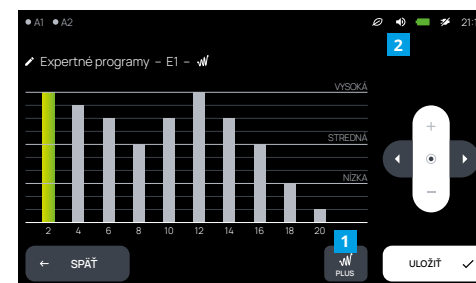 A1 A2 21:1
2
Expertné programy – E1 –
VYSOKÁ
STREDNÁ
NÍZKA
2 4 6 8 10 12 14 16 18 20
1
← SPÄŤ
PLUS
ULOŽIŤ
+
−